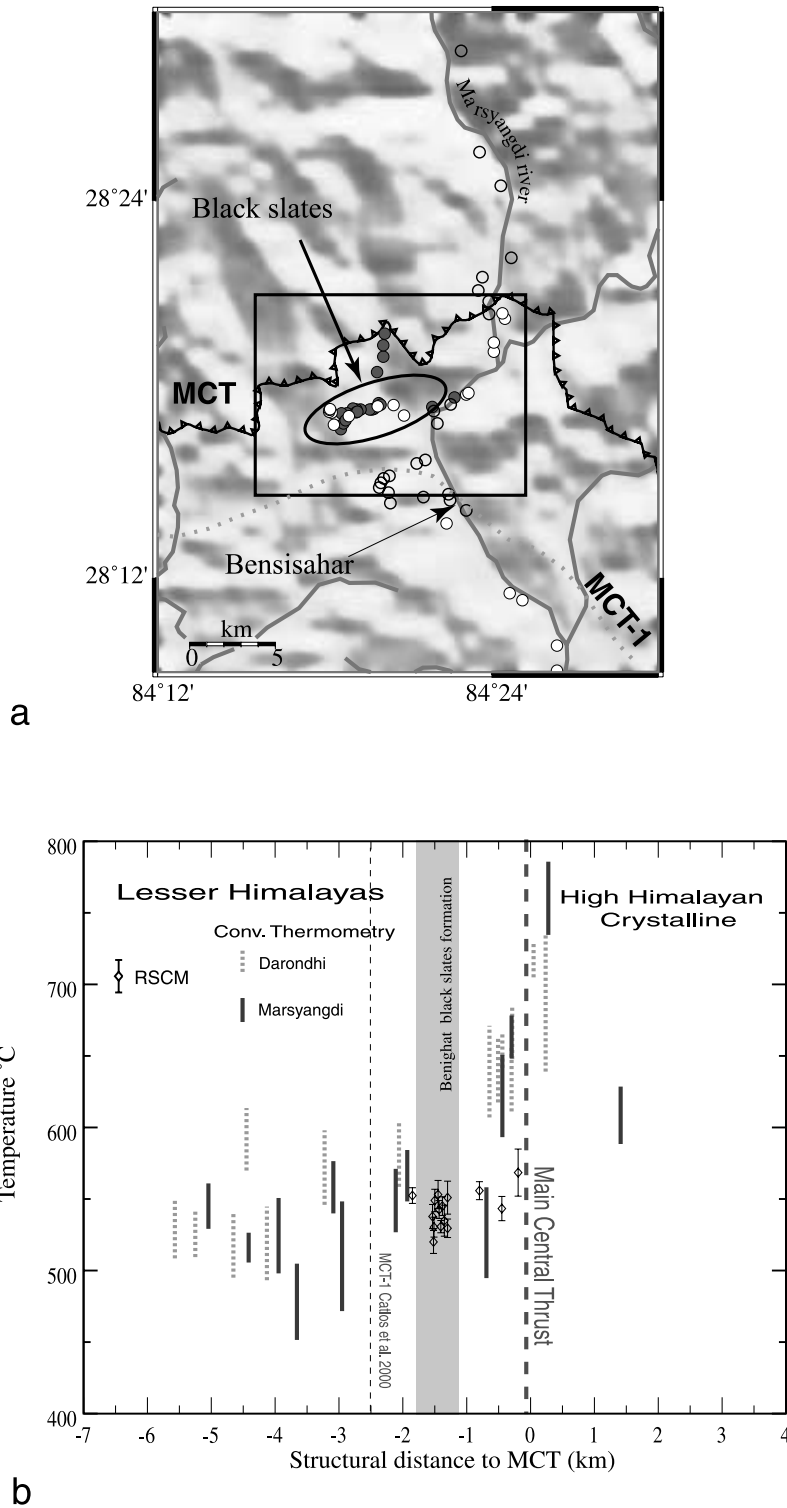 Marsyangdi river
28°24'
Black slates
MCT
Bensisahar
28°12'
MCT-1
km
0 5
84°12' 84°24'
a
800
Lesser Himalayas
High Himalayan
Crystalline
Conv. Thermometry
RSCM
Darondhi
Marsyangdi
Benighat black slates formation
700
Temperature °C
600
MCT-1 Catlos et al. 2000
Main Central Thrust
500
400
-7 -6 -5 -4 -3 -2 -1 0 1 2 3 4
Structural distance to MCT (km)
b